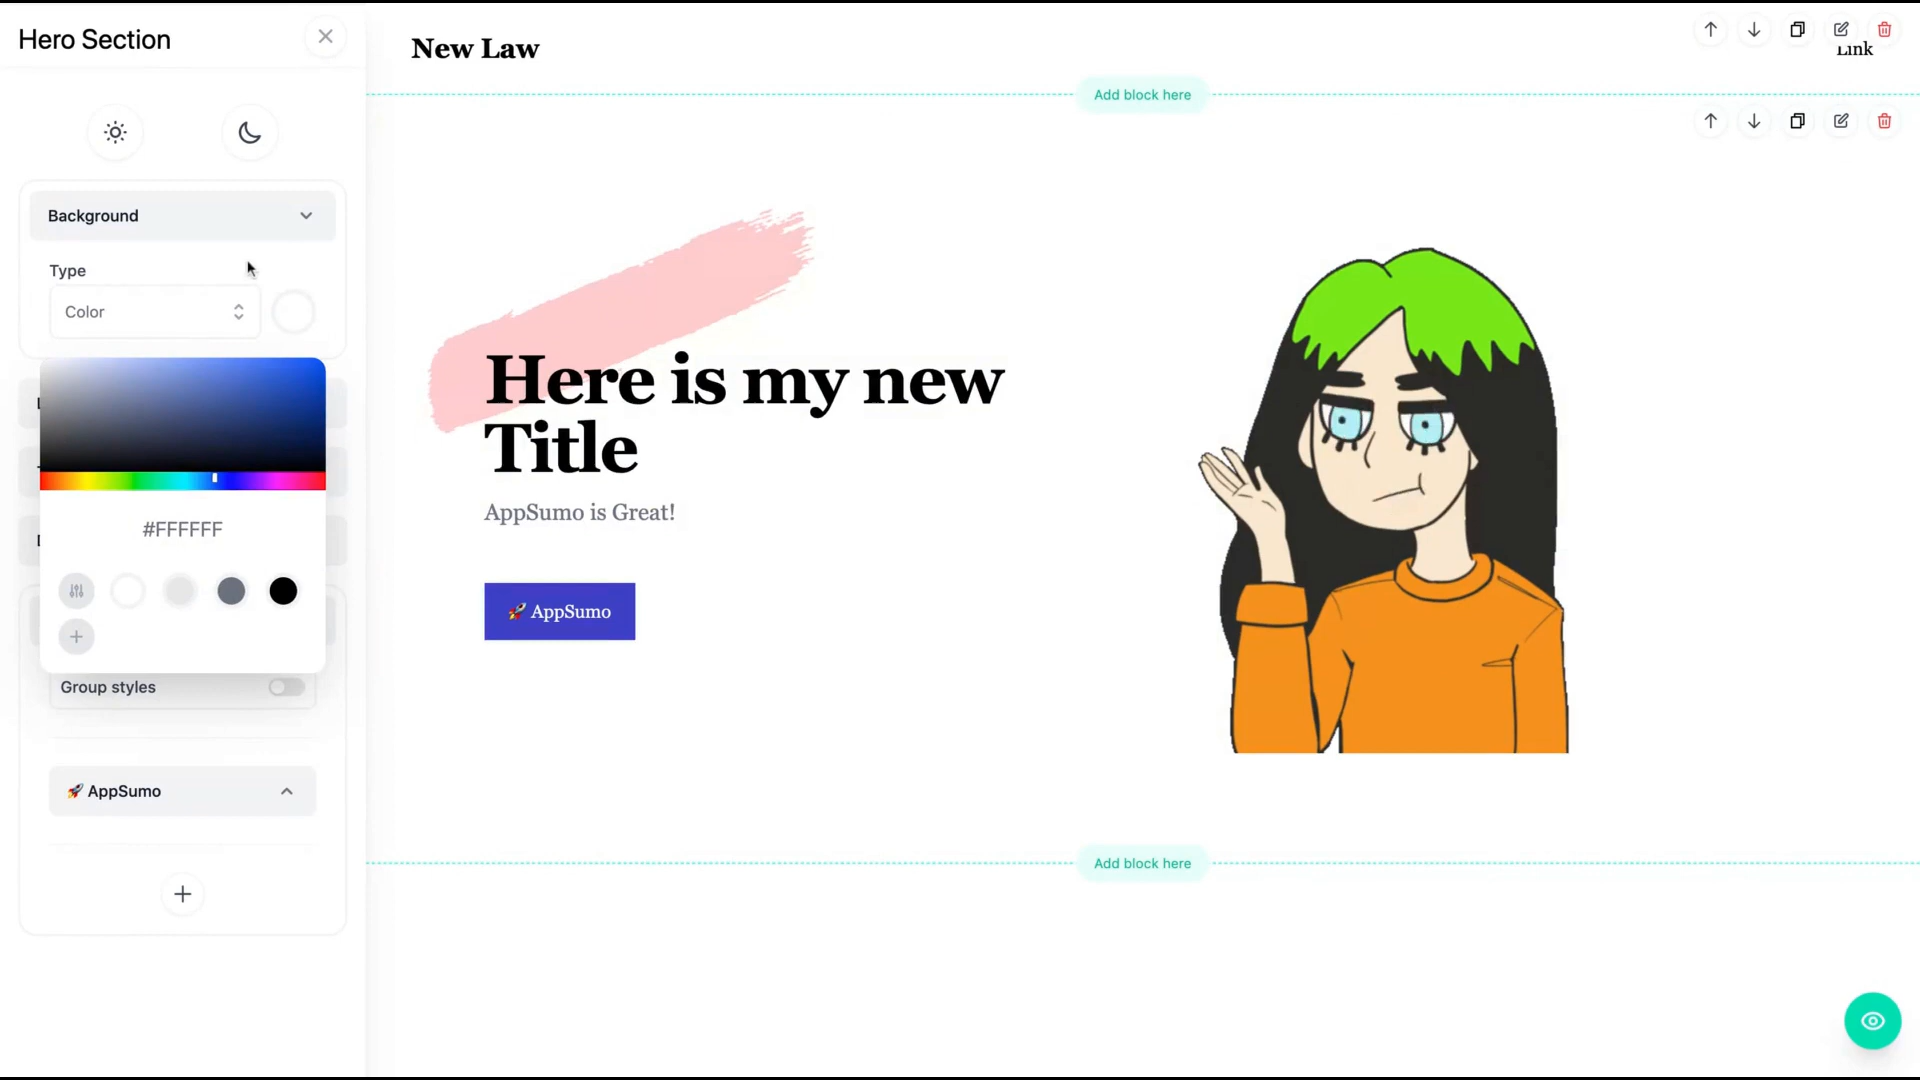 Hero Section
New Law
Link
Add block here
Background
Type
Color
#FFFFFF
Group styles
🚀 AppSumo
Here is my new
Title
AppSumo is Great!
🚀 AppSumo
Add block here